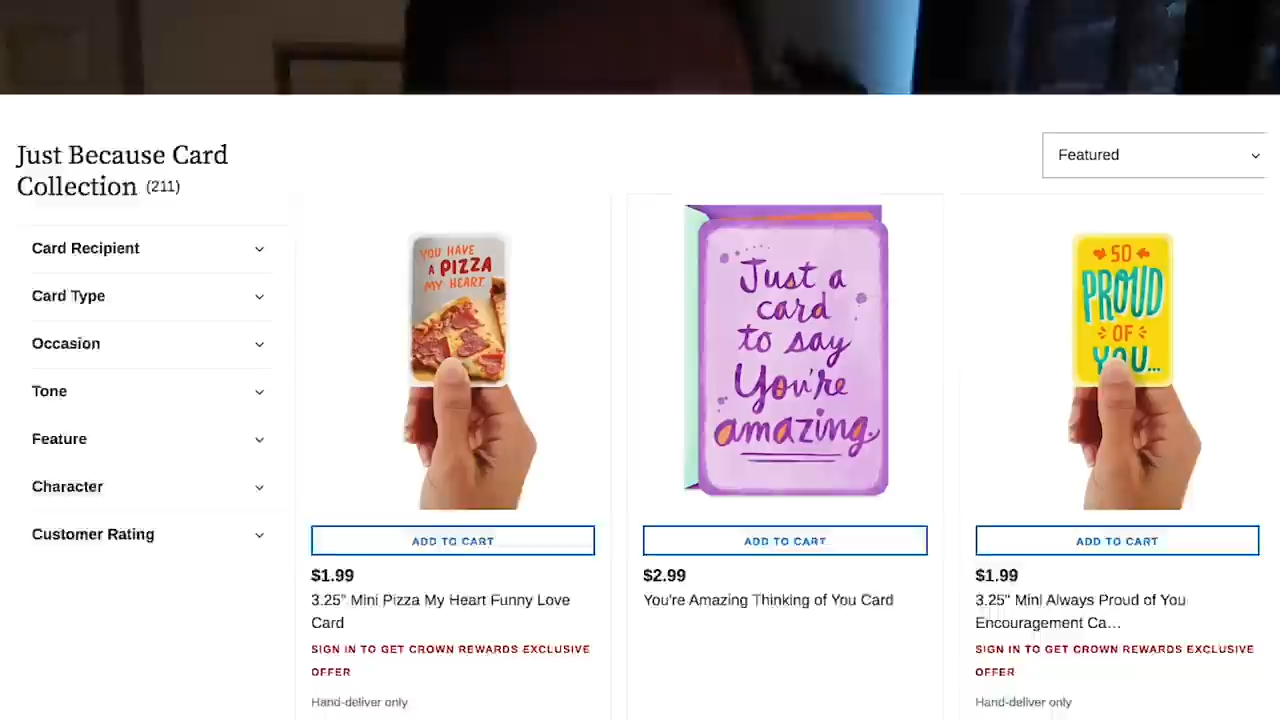 Just Because Card
Collection (211)
Featured
Card Recipient
Card Type
Occasion
Tone
Feature
Character
Customer Rating
YOU HAVE
A PIZZA
MY HEART
ADD TO CART
$1.99
3.25" Mini Pizza My Heart Funny Love
Card
SIGN IN TO GET CROWN REWARDS EXCLUSIVE
OFFER
Hand-deliver only
Just a
card
to say
You're
amazing.
ADD TO CART
$2.99
You're Amazing Thinking of You Card
SO
PROUD
OF
YOU...
ADD TO CART
$1.99
3.25" Mini Always Proud of You
Encouragement Ca...
SIGN IN TO GET CROWN REWARDS EXCLUSIVE
OFFER
Hand-deliver only